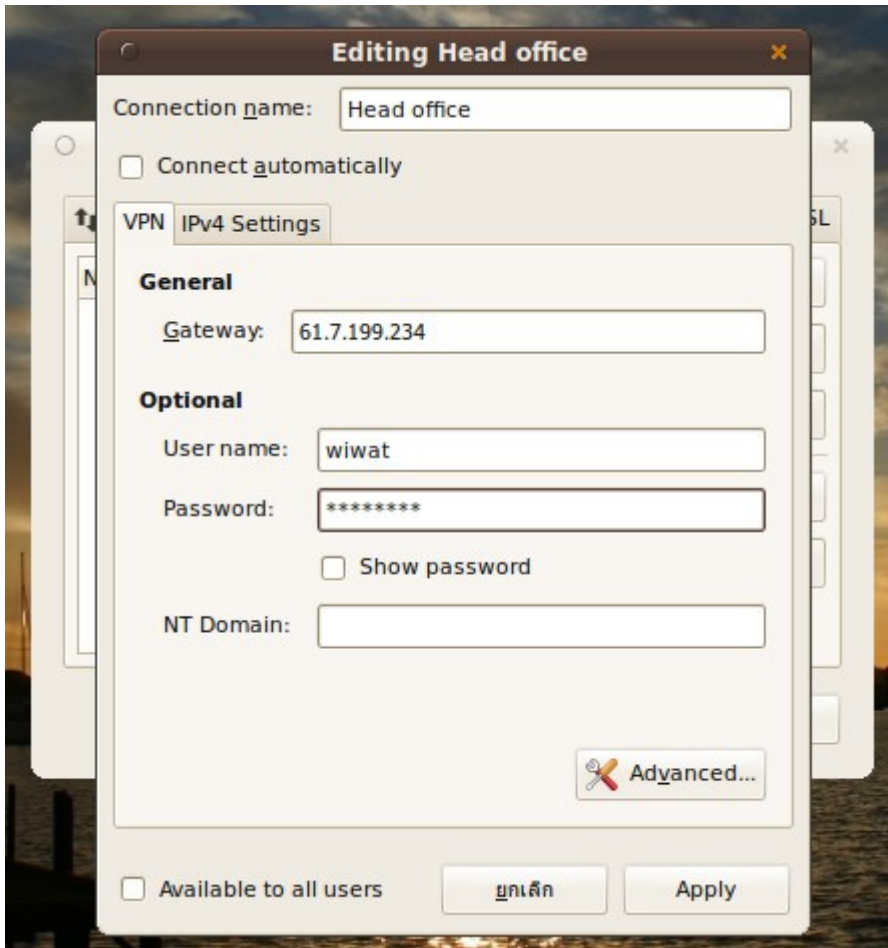 Editing Head office
Connection name: Head office
Connect automatically
VPN IPv4 Settings
SL
N
General
Gateway: 61.7.199.234
Optional
User name: wiwat
Password: ********
Show password
NT Domain:
Advanced...
Available to all users ยกเลิก Apply